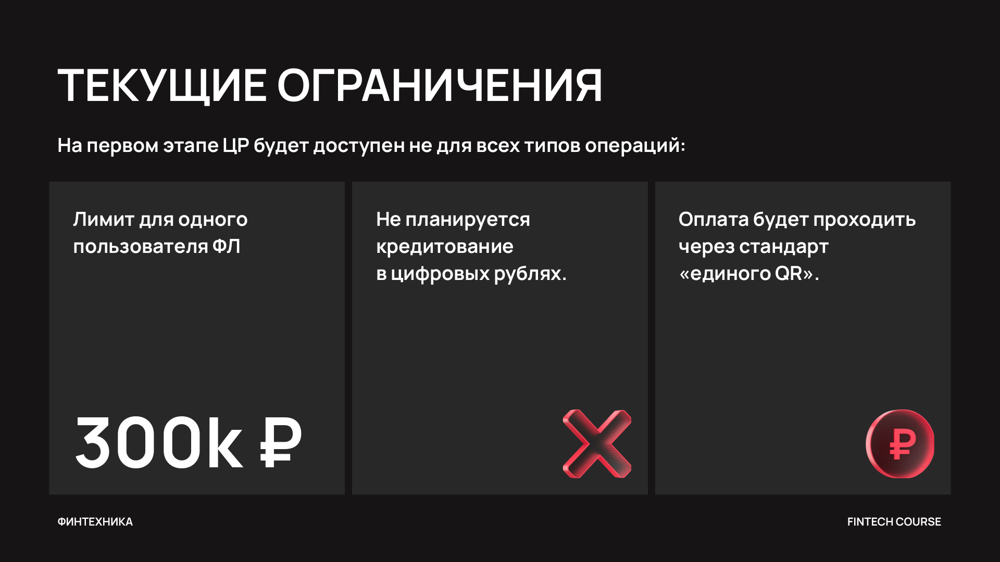 ТЕКУЩИЕ ОГРАНИЧЕНИЯ
На первом этапе ЦР будет доступен не для всех типов операций:
Лимит для одного
пользователя ФЛ
300k ₽
Не планируется
кредитование
в цифровых рублях.
Оплата будет проходить
через стандарт
«единого QR».
₽
ФИНТЕХНИКА
FINTECH COURSE